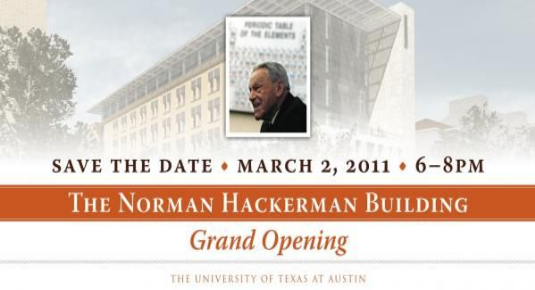 PERIODIC TABLE
OF THE ELEMENTS
SAVE THE DATE ♦ MARCH 2, 2011 ♦ 6–8PM
THE NORMAN HACKERMAN BUILDING
Grand Opening
THE UNIVERSITY OF TEXAS AT AUSTIN